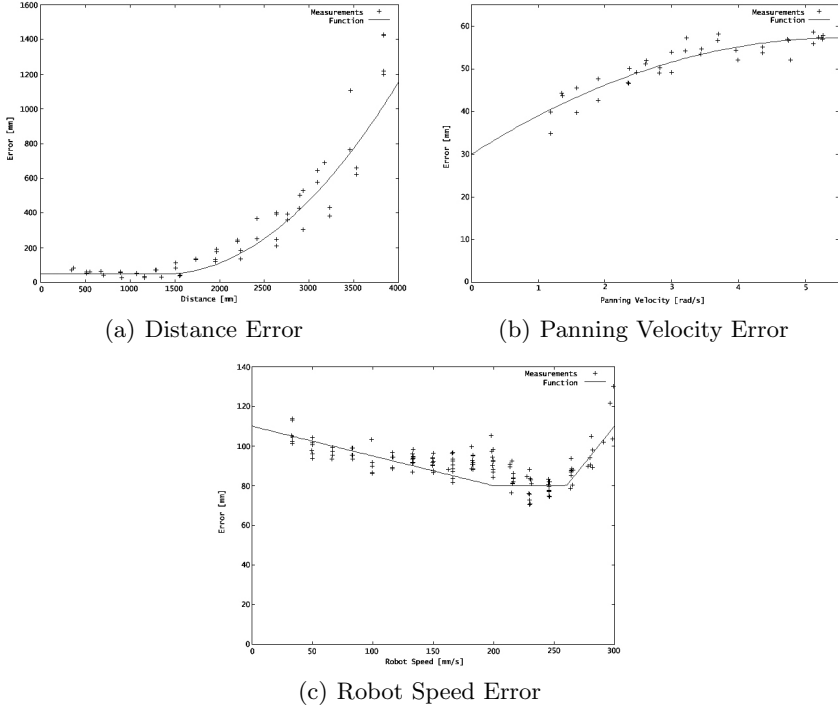 1600
1400
1200
1000
800
600
400
200
0
Error [mm]
Measurements +
Function
0 500 1000 1500 2000 2500 3000 3500 4000
Distance [mm]
(a) Distance Error
60
50
40
30
20
10
0
Error [mm]
Measurements +
Function
0 1 2 3 4 5
Panning Velocity [rad/s]
(b) Panning Velocity Error
140
120
100
80
60
40
20
0
Error [mm]
Measurements +
Function
0 50 100 150 200 250 300
Robot Speed [mm/s]
(c) Robot Speed Error